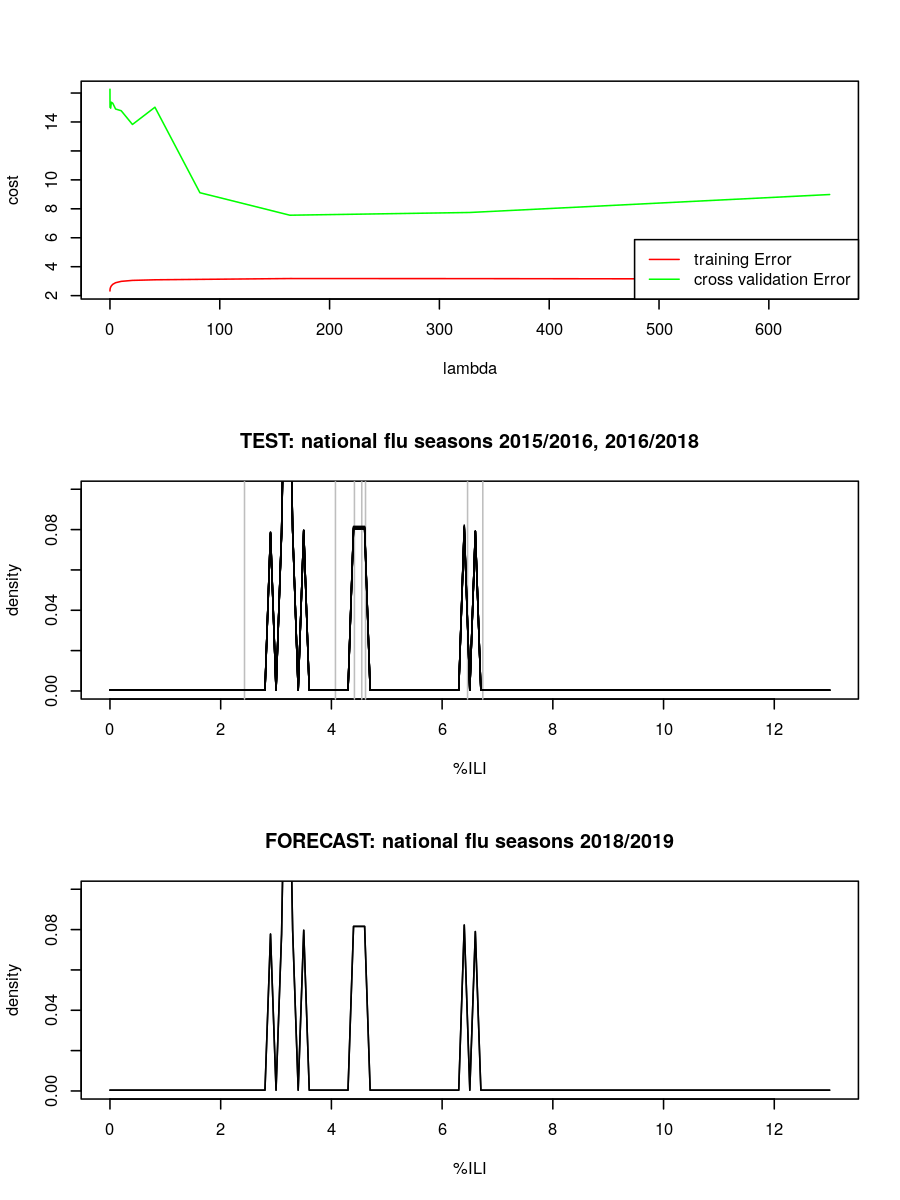 14
10
8
6
4
2
cost
training Error
cross validation Error
0 100 200 300 400 500 600
lambda
TEST: national flu seasons 2015/2016, 2016/2018
0.08
0.04
0.00
density
0 2 4 6 8 10 12
%ILI
FORECAST: national flu seasons 2018/2019
0.08
0.04
0.00
density
0 2 4 6 8 10 12
%ILI